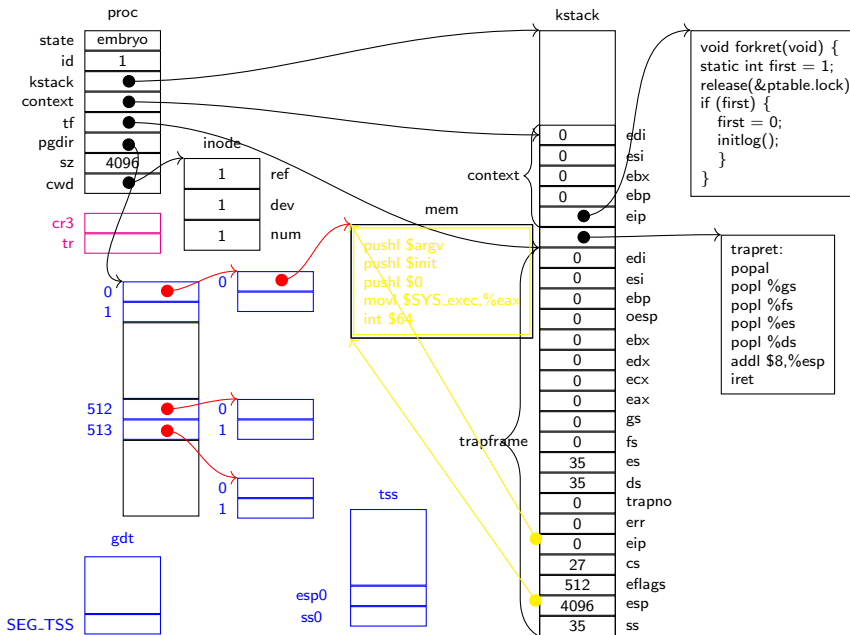 proc
state embryo
id 1
kstack
context
tf
pgdir
sz 4096
cwd
cr3
tr
inode
1 ref
1 dev
1 num
0
1
512
513
0
0
1
0
1
gdt
SEG_TSS
tss
esp0
ss0
mem
pushl $argv
pushl $init
pushl $0
movl $SYS_exec,%eax
int $64
kstack
context
0 edi
0 esi
0 ebx
0 ebp
eip
trapframe
0 edi
0 esi
0 ebp
0 oesp
0 ebx
0 edx
0 ecx
0 eax
0 gs
0 fs
35 es
35 ds
0 trapno
0 err
0 eip
27 cs
512 eflags
4096 esp
35 ss
void forkret(void) {
static int first = 1;
release(&ptable.lock)
if (first) {
first = 0;
initlog();
}
}
trapret:
popal
popl %gs
popl %fs
popl %es
popl %ds
addl $8,%esp
iret